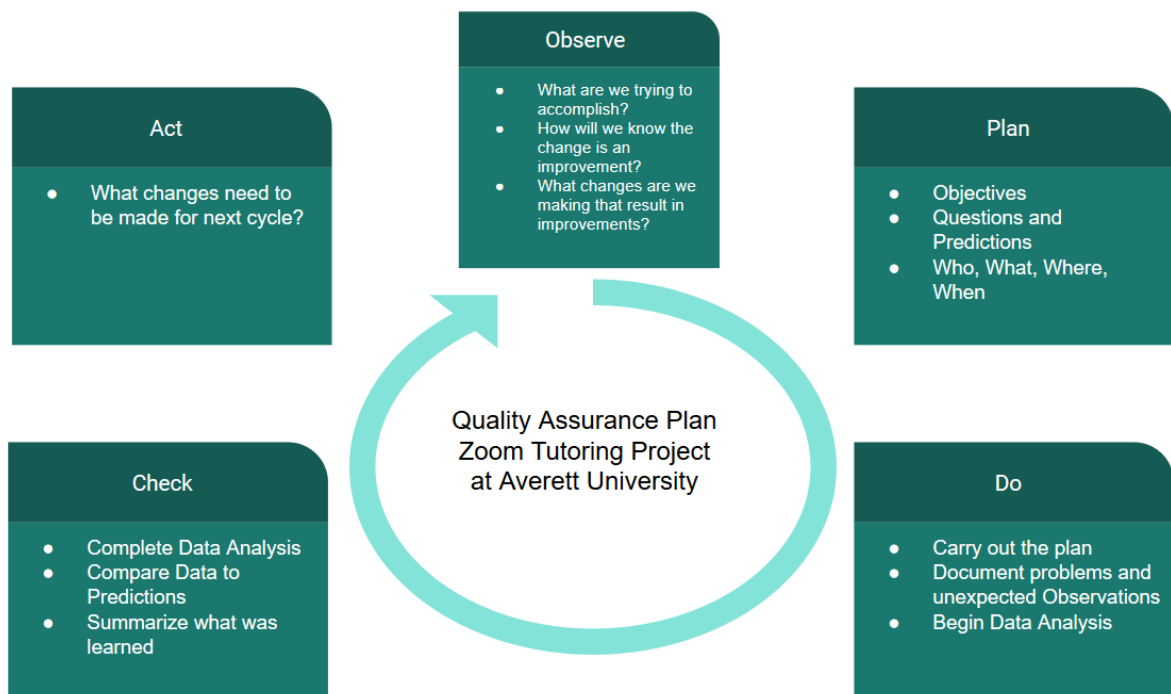 Observe
● What are we trying to
accomplish?
● How will we know the
change is an
improvement?
● What changes are we
making that result in
improvements?
Plan
● Objectives
● Questions and
Predictions
● Who, What, Where,
When
Do
● Carry out the plan
● Document problems and
unexpected Observations
● Begin Data Analysis
Check
● Complete Data Analysis
● Compare Data to
Predictions
● Summarize what was
learned
Act
● What changes need to
be made for next cycle?
Quality Assurance Plan
Zoom Tutoring Project
at Averett University